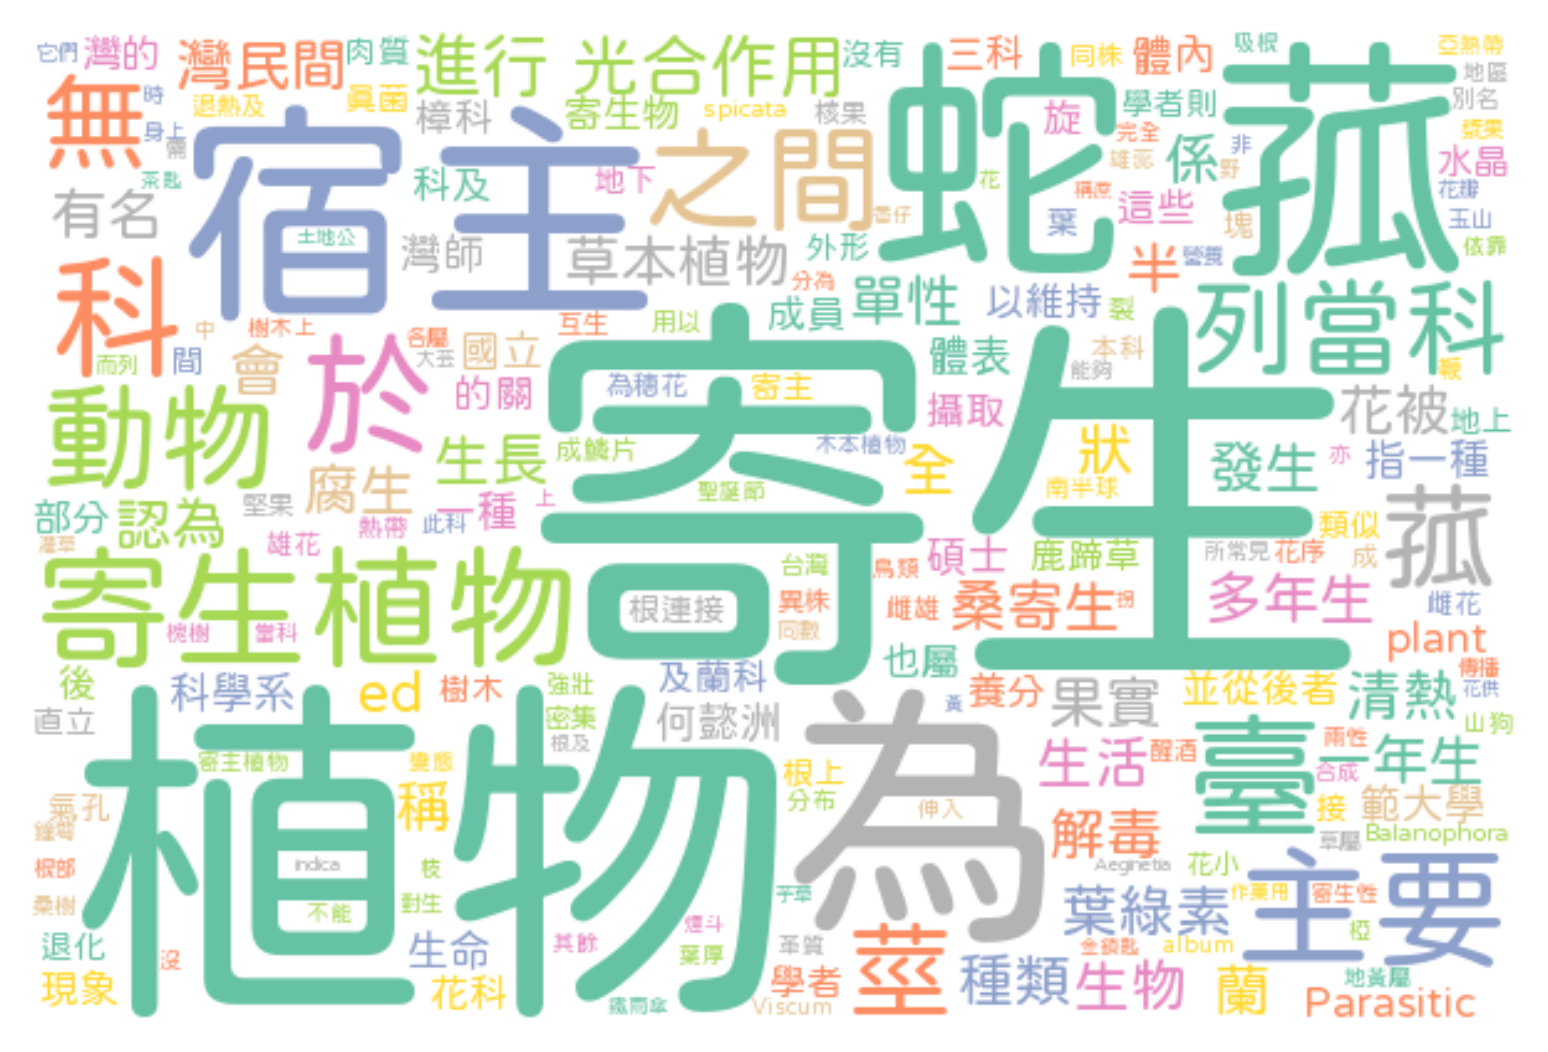 它們 灣的 灣民間 肉質 進行 光合作用 沒有 三科 同株 體內 吸根 亞熱帶
無 時 退熱及 真菌 樟科 寄生物 spicata 核果 蛇菰 旋 學者則 地區 別名
身上 需 宿主 之間 完全 係 非 漿果
茶匙 科及 地下 花 雄蕊 野 水晶
有名 土地公 灣師 草本植物 外形 稱庶 這些 葉 塊 花瓣 玉山 依靠
科 分為 成員 單性 以維持 半 營養 裂 列當科
中 樹木上 各屬 互生 用以 本科
而列 間 會 於 大芸 國立 的關 為穗花 寄主 體表 能夠 鞭
動物 寄生 攝取 花被 地上
腐生 生長 成鱗片 木本植物 全 狀 發生 亦 指一種
部分 認為 堅果 熱帶 此科 一種 上 聖誕節 南半球 類似 菰
雄花 台灣 鳥類 碩士 鹿蹄草 所常見 花序 成
寄生植物 根連接 異株 雌雄 桑寄生 拐 多年生 雌花
槐樹 當科 同數 plant
後 科學系 ed 樹木 強壯 及蘭科 也屬 養分 果實 並從後者 清熱 傳播 花供
直立 密集 根及 何懿洲 為 黃 山狗
植物 寄主植物 變態 根上 生活 醒酒 臺 兩性 一年生
氣孔 稱 分布 伸入 合成 接 範大學
解毒 草屬 Balanophora
根部 indica 枝 Aeginetia 花小
桑樹 不能 動生 芋草 葉綠素 作藥用 寄生性 主要
退化 沒 生命 其餘 煙斗 葉厚 革質 莖 金鎖匙 album 椏
現象 花科 鐵雨傘 學者 Viscum 種類 生物 蘭 地黃屬 Parasitic